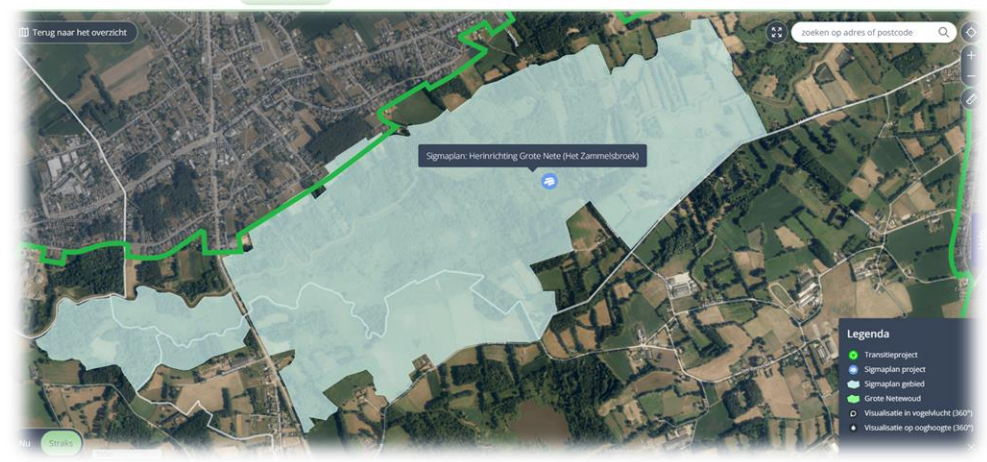 Terug naar het overzicht
zoeken op adres of postcode
+
Sigmaplan: Herinrichting Grote Nete (Het Zammelsbroek)
Legenda
Transitieproject
Sigmaplan project
Sigmaplan gebied
Grote Netewoud
Visualisatie in vogelvlucht (360°)
Visualisatie op ooghoogte (360°)
Nu
Straks